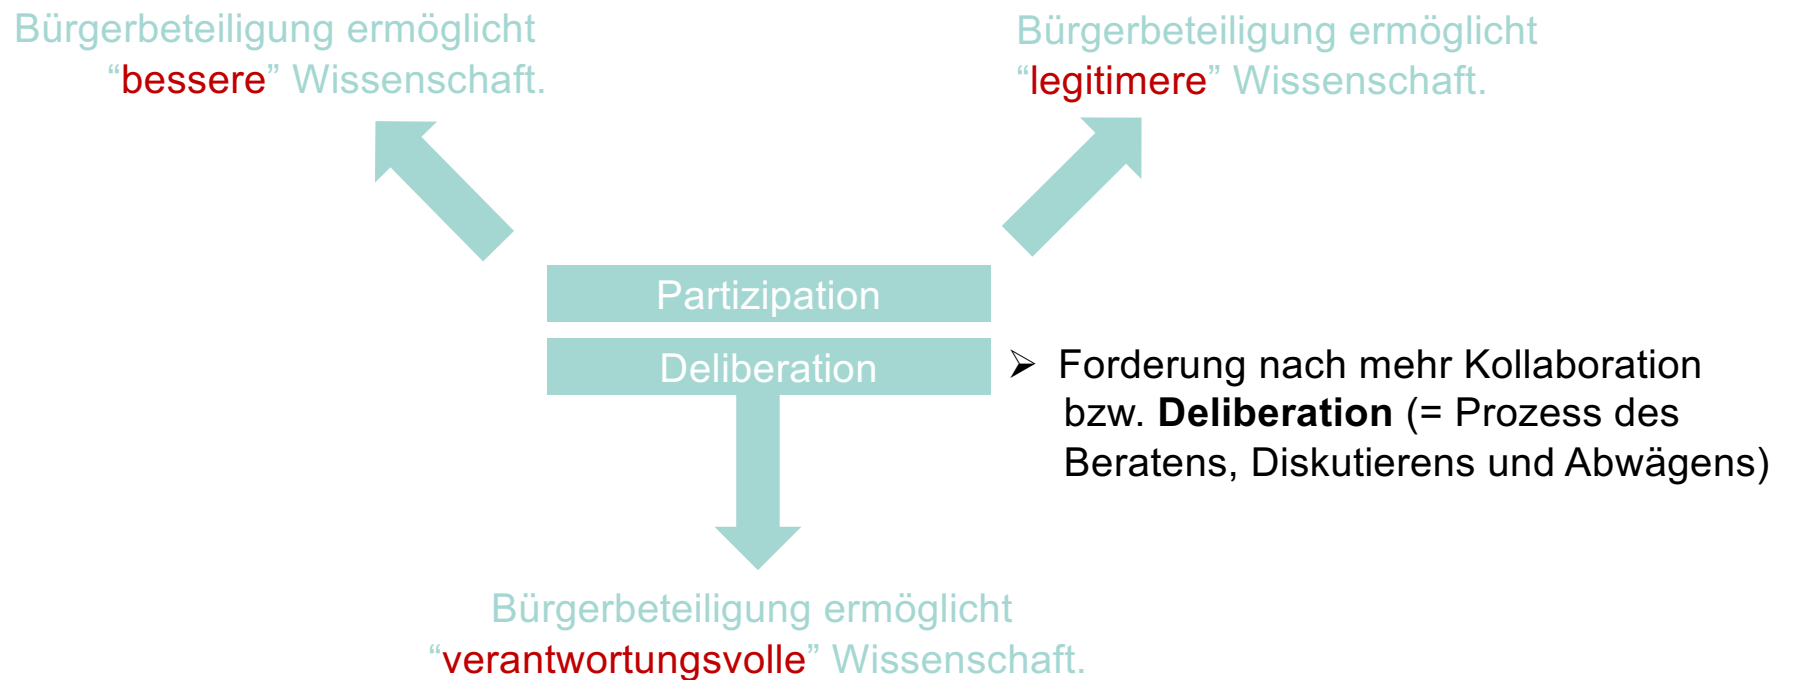 Bürgerbeteiligung ermöglicht
“bessere” Wissenschaft.
Bürgerbeteiligung ermöglicht
“legitimere” Wissenschaft.
Partizipation
Deliberation
➢ Forderung nach mehr Kollaboration
bzw. Deliberation (= Prozess des
Beratens, Diskutierens und Abwägens)
Bürgerbeteiligung ermöglicht
“verantwortungsvolle” Wissenschaft.